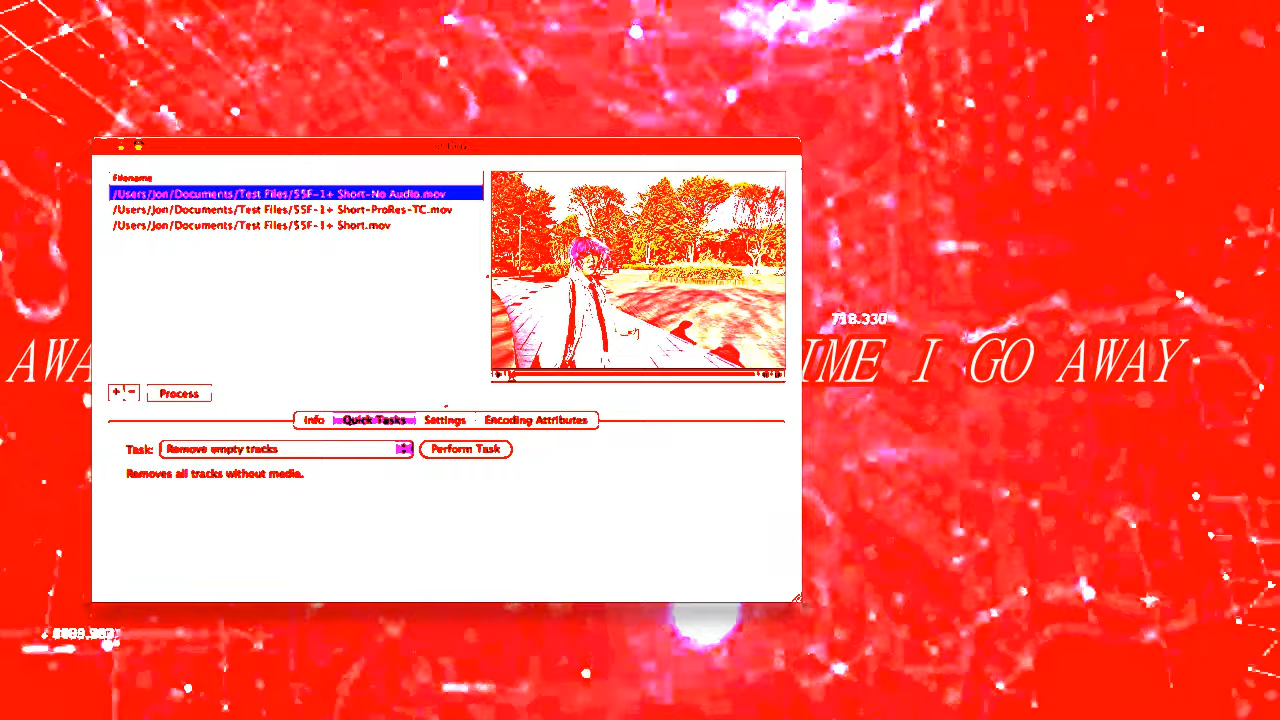 Filename
/Users/Jon/Documents/Test Files/SSF-1+ Short-No Audio.mov
/Users/Jon/Documents/Test Files/SSF-1+ Short-ProRes-TC.mov
/Users/Jon/Documents/Test Files/SSF-1+ Short.mov
718.330
AWA IME I GO AWAY
Process
Info Quick Tasks Settings Encoding Attributes
Task: Remove empty tracks Perform Task
Removes all tracks without media.